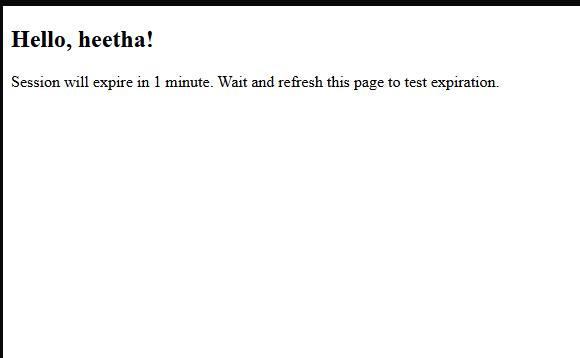 Hello, heetha!
Session will expire in 1 minute. Wait and refresh this page to test expiration.